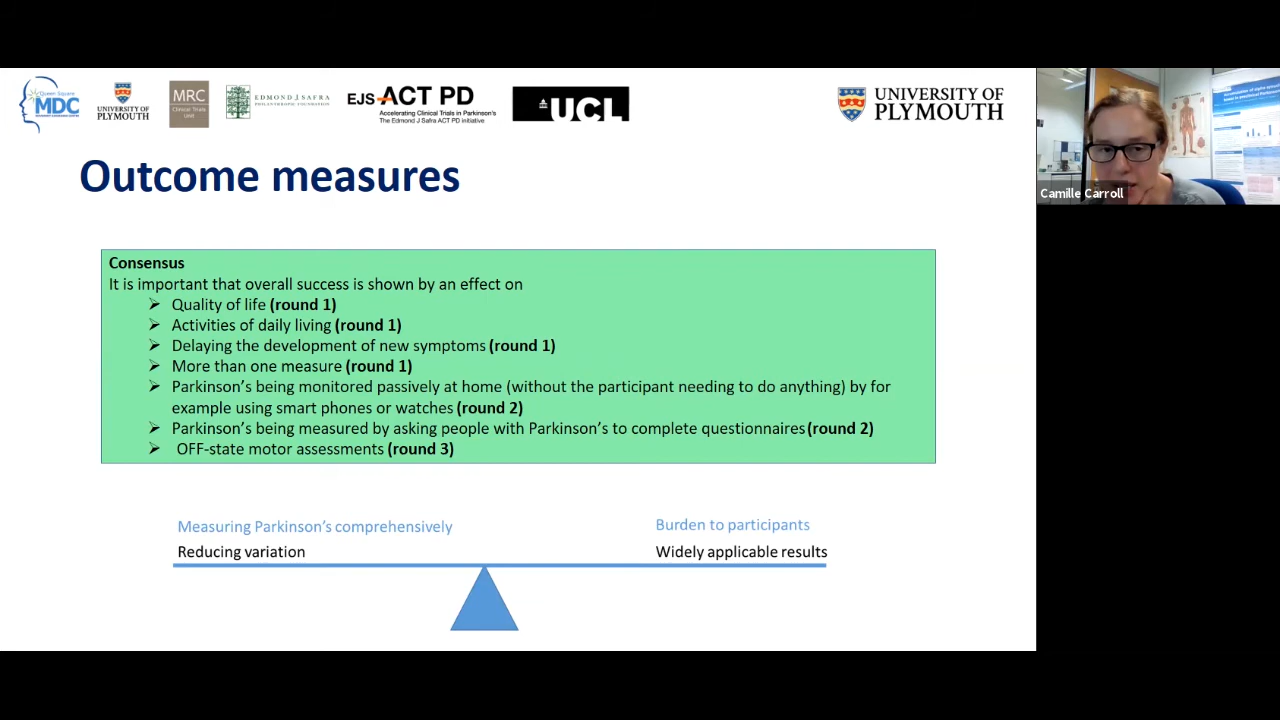 Queen Square
MDC
UNIVERSITY OF
PLYMOUTH
MRC
Clinical Trials
Unit
EDMOND J SAFRA
PHILANTHROPIC FOUNDATION
EJS ACT PD
Accelerating Clinical Trials in Parkinson's
The Edmond J Safra ACT PD initiative
UCL
UNIVERSITY OF
PLYMOUTH
Camille Carroll
Outcome measures
Consensus
It is important that overall success is shown by an effect on
➢ Quality of life (round 1)
➢ Activities of daily living (round 1)
➢ Delaying the development of new symptoms (round 1)
➢ More than one measure (round 1)
➢ Parkinson’s being monitored passively at home (without the participant needing to do anything) by for
example using smart phones or watches (round 2)
➢ Parkinson’s being measured by asking people with Parkinson’s to complete questionnaires (round 2)
➢ OFF-state motor assessments (round 3)
Measuring Parkinson’s comprehensively
Reducing variation
Burden to participants
Widely applicable results